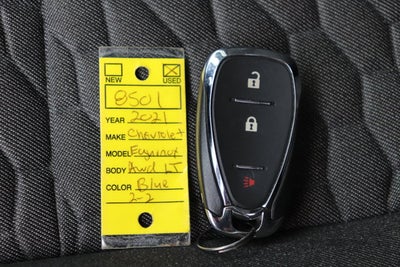 NEW USED
8501
YEAR 2021
MAKE Chevrolet
MODEL Equinox
BODY Awd LT
COLOR Blue
2-2